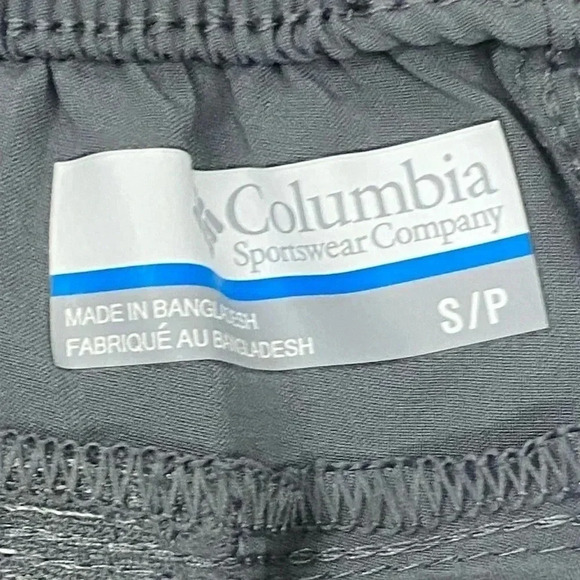 Columbia
Sportswear Company
MADE IN BANGLADESH
FABRIQUÉ AU BANGLADESH
S/P